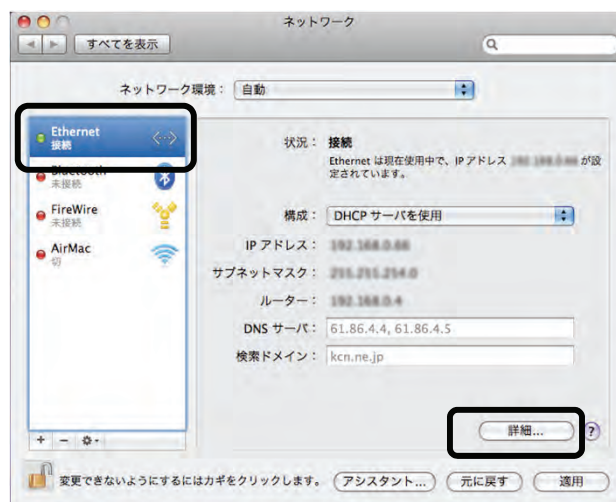 ネットワーク
すべてを表示
ネットワーク環境： 自動
Ethernet
接続
Bluetooth
未接続
FireWire
未接続
AirMac
切
状況： 接続
Ethernet は現在使用中で、IP アドレス が設
定されています。
構成： DHCP サーバを使用
IP アドレス：
サブネットマスク：
ルーター：
DNS サーバ： 61.86.4.4, 61.86.4.5
検索ドメイン： kcn.ne.jp
詳細... ?
+ −
変更できないようにするにはカギをクリックします。 アシスタント... 元に戻す 適用